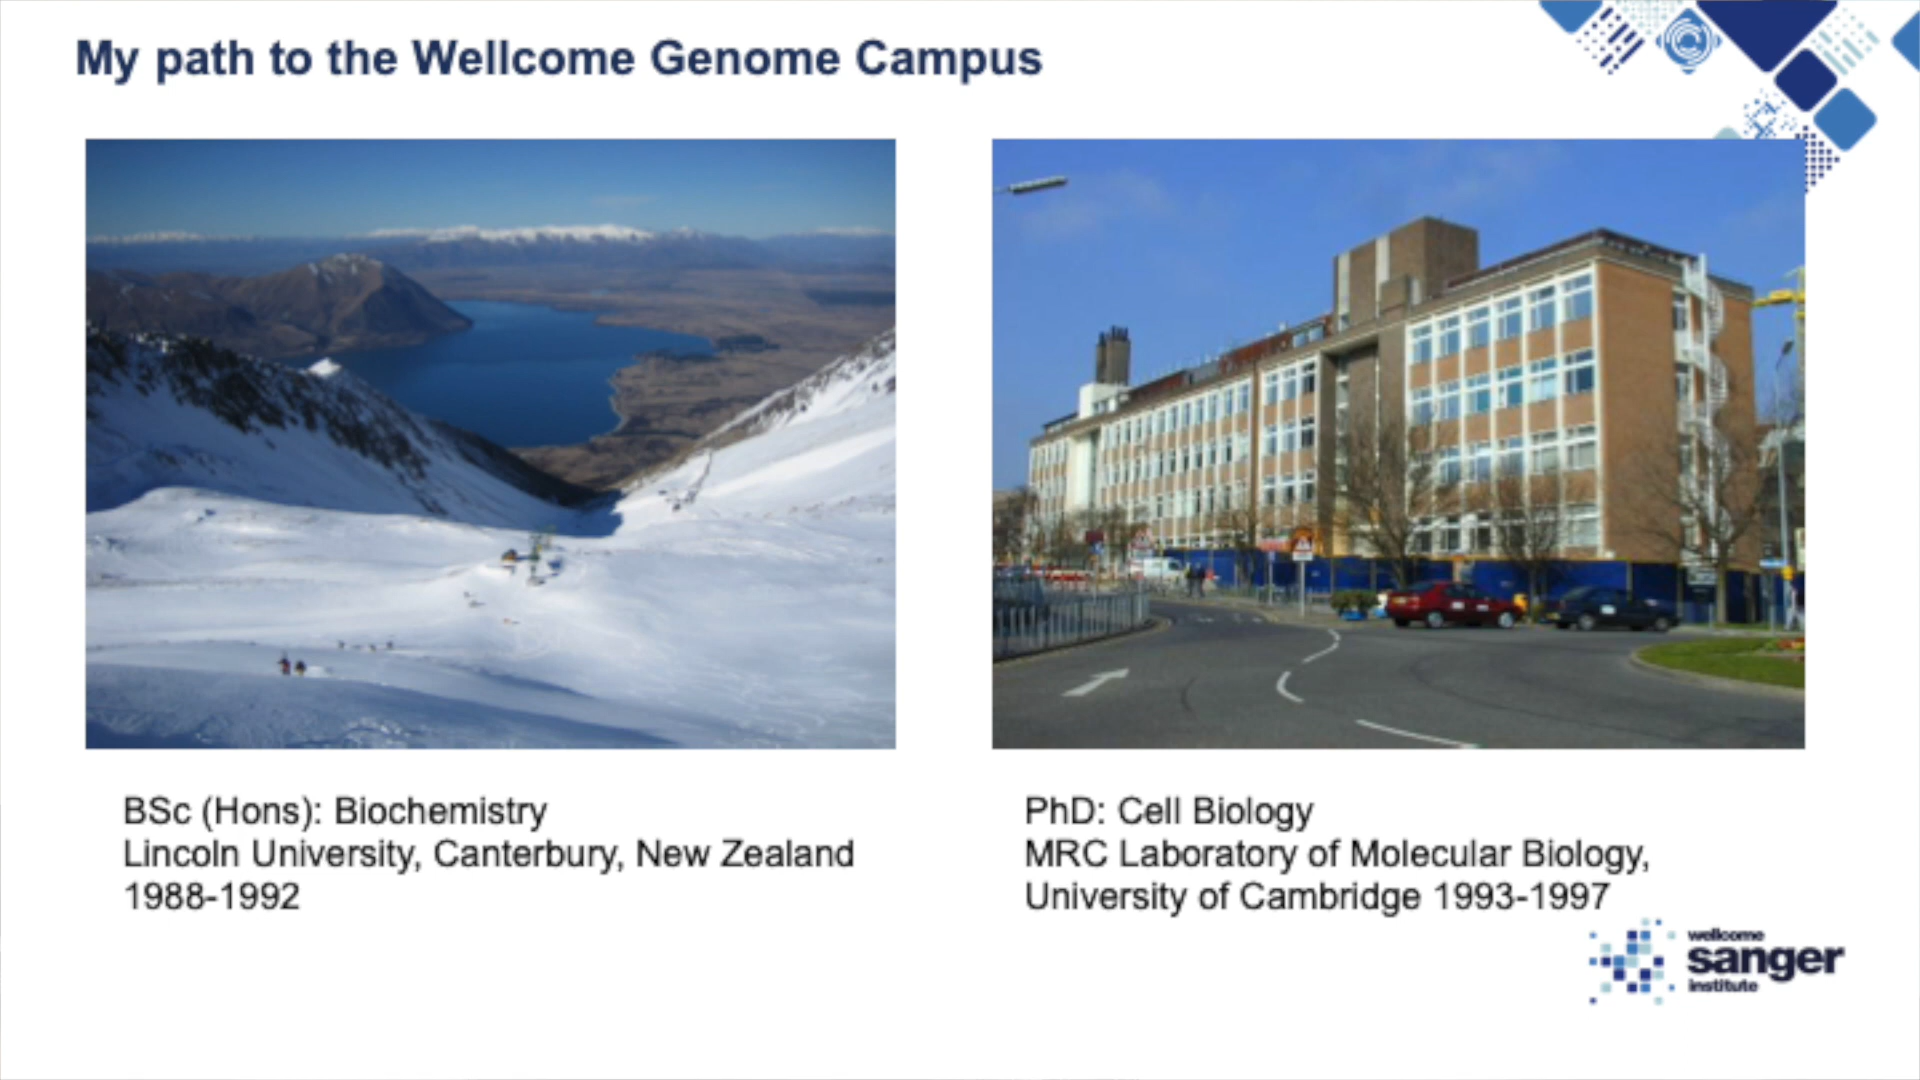 My path to the Wellcome Genome Campus
BSc (Hons): Biochemistry
Lincoln University, Canterbury, New Zealand
1988-1992
PhD: Cell Biology
MRC Laboratory of Molecular Biology,
University of Cambridge 1993-1997
wellcome
sanger
institute